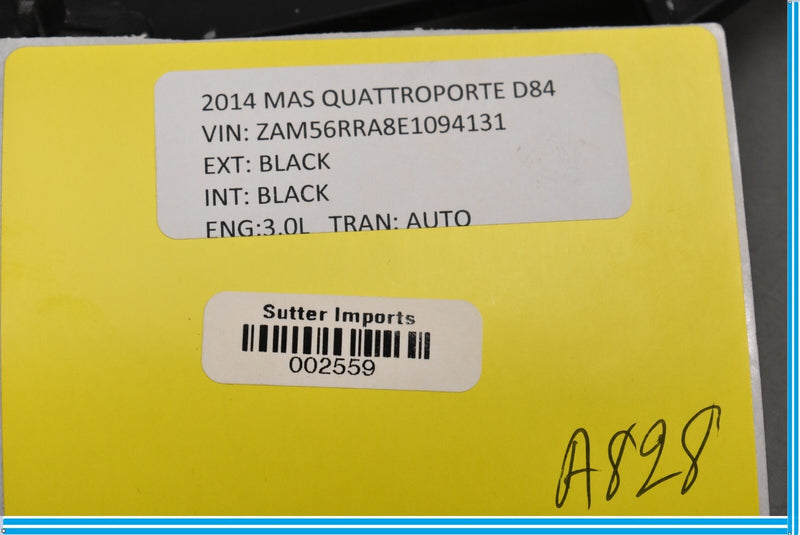 2014 MAS QUATTROPORTE D84
VIN: ZAM56RRA8E1094131
EXT: BLACK
INT: BLACK
ENG:3.0L TRAN: AUTO
Sutter Imports
002559
A828